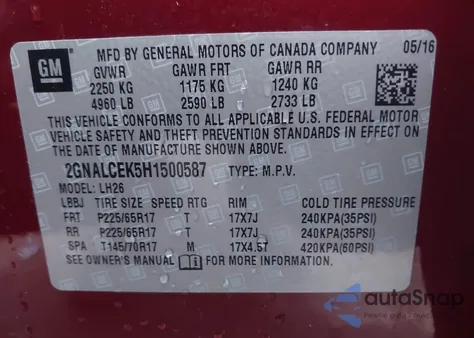 GM
MFD BY GENERAL MOTORS OF CANADA COMPANY 05/16
GVWR GAWR FRT GAWR RR
2250 KG 1175 KG 1240 KG
4960 LB 2590 LB 2733 LB
THIS VEHICLE CONFORMS TO ALL APPLICABLE U.S. FEDERAL MOTOR
VEHICLE SAFETY AND THEFT PREVENTION STANDARDS IN EFFECT ON
THE DATE OF MANUFACTURE SHOWN ABOVE.
2GNALCEK5H1500587 TYPE: M.P.V.
MODEL: LH26
LBBJ TIRE SIZE SPEED RTG RIM COLD TIRE PRESSURE
FRT P225/65R17 T 17X7J 240KPA(35PSI)
RR P225/65R17 T 17X7J 240KPA(35PSI)
SPA T145/70R17 M 17X4.5T 420KPA(60PSI)
SEE OWNER'S MANUAL FOR MORE INFORMATION.
autoSnap